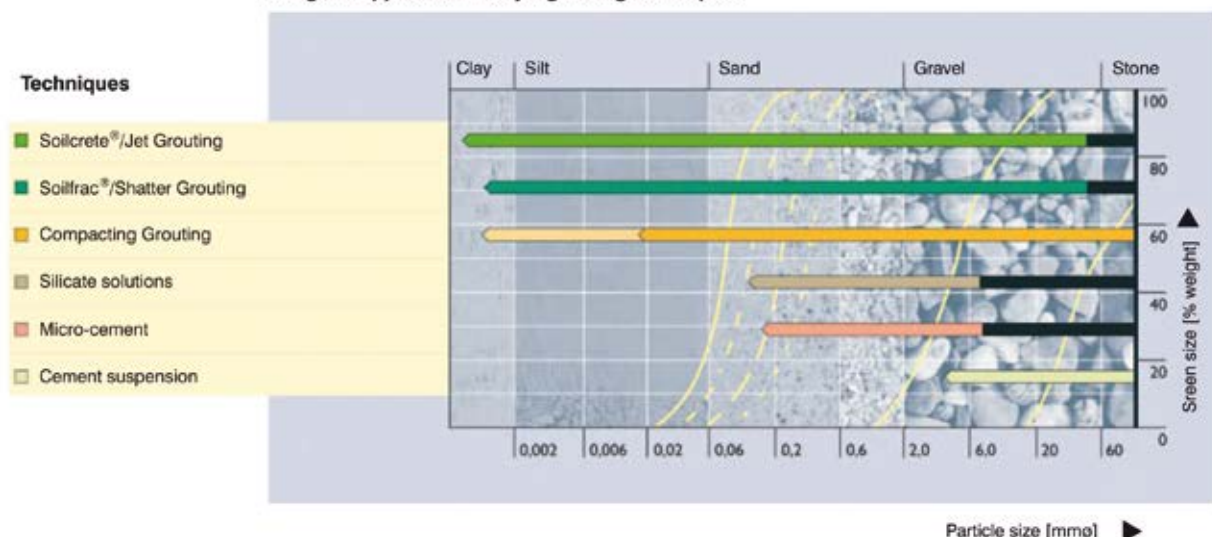 Clay Silt Sand Gravel Stone
Techniques
100
Soilcrete®/Jet Grouting
80
Soilfrac®/Shatter Grouting
Compacting Grouting
60
Silicate solutions
40
Micro-cement
20
Cement suspension
0
Sreen size [% weight]
0,002 0,006 0,02 0,06 0,2 0,6 2,0 6,0 20 60
Particle size [mmø]